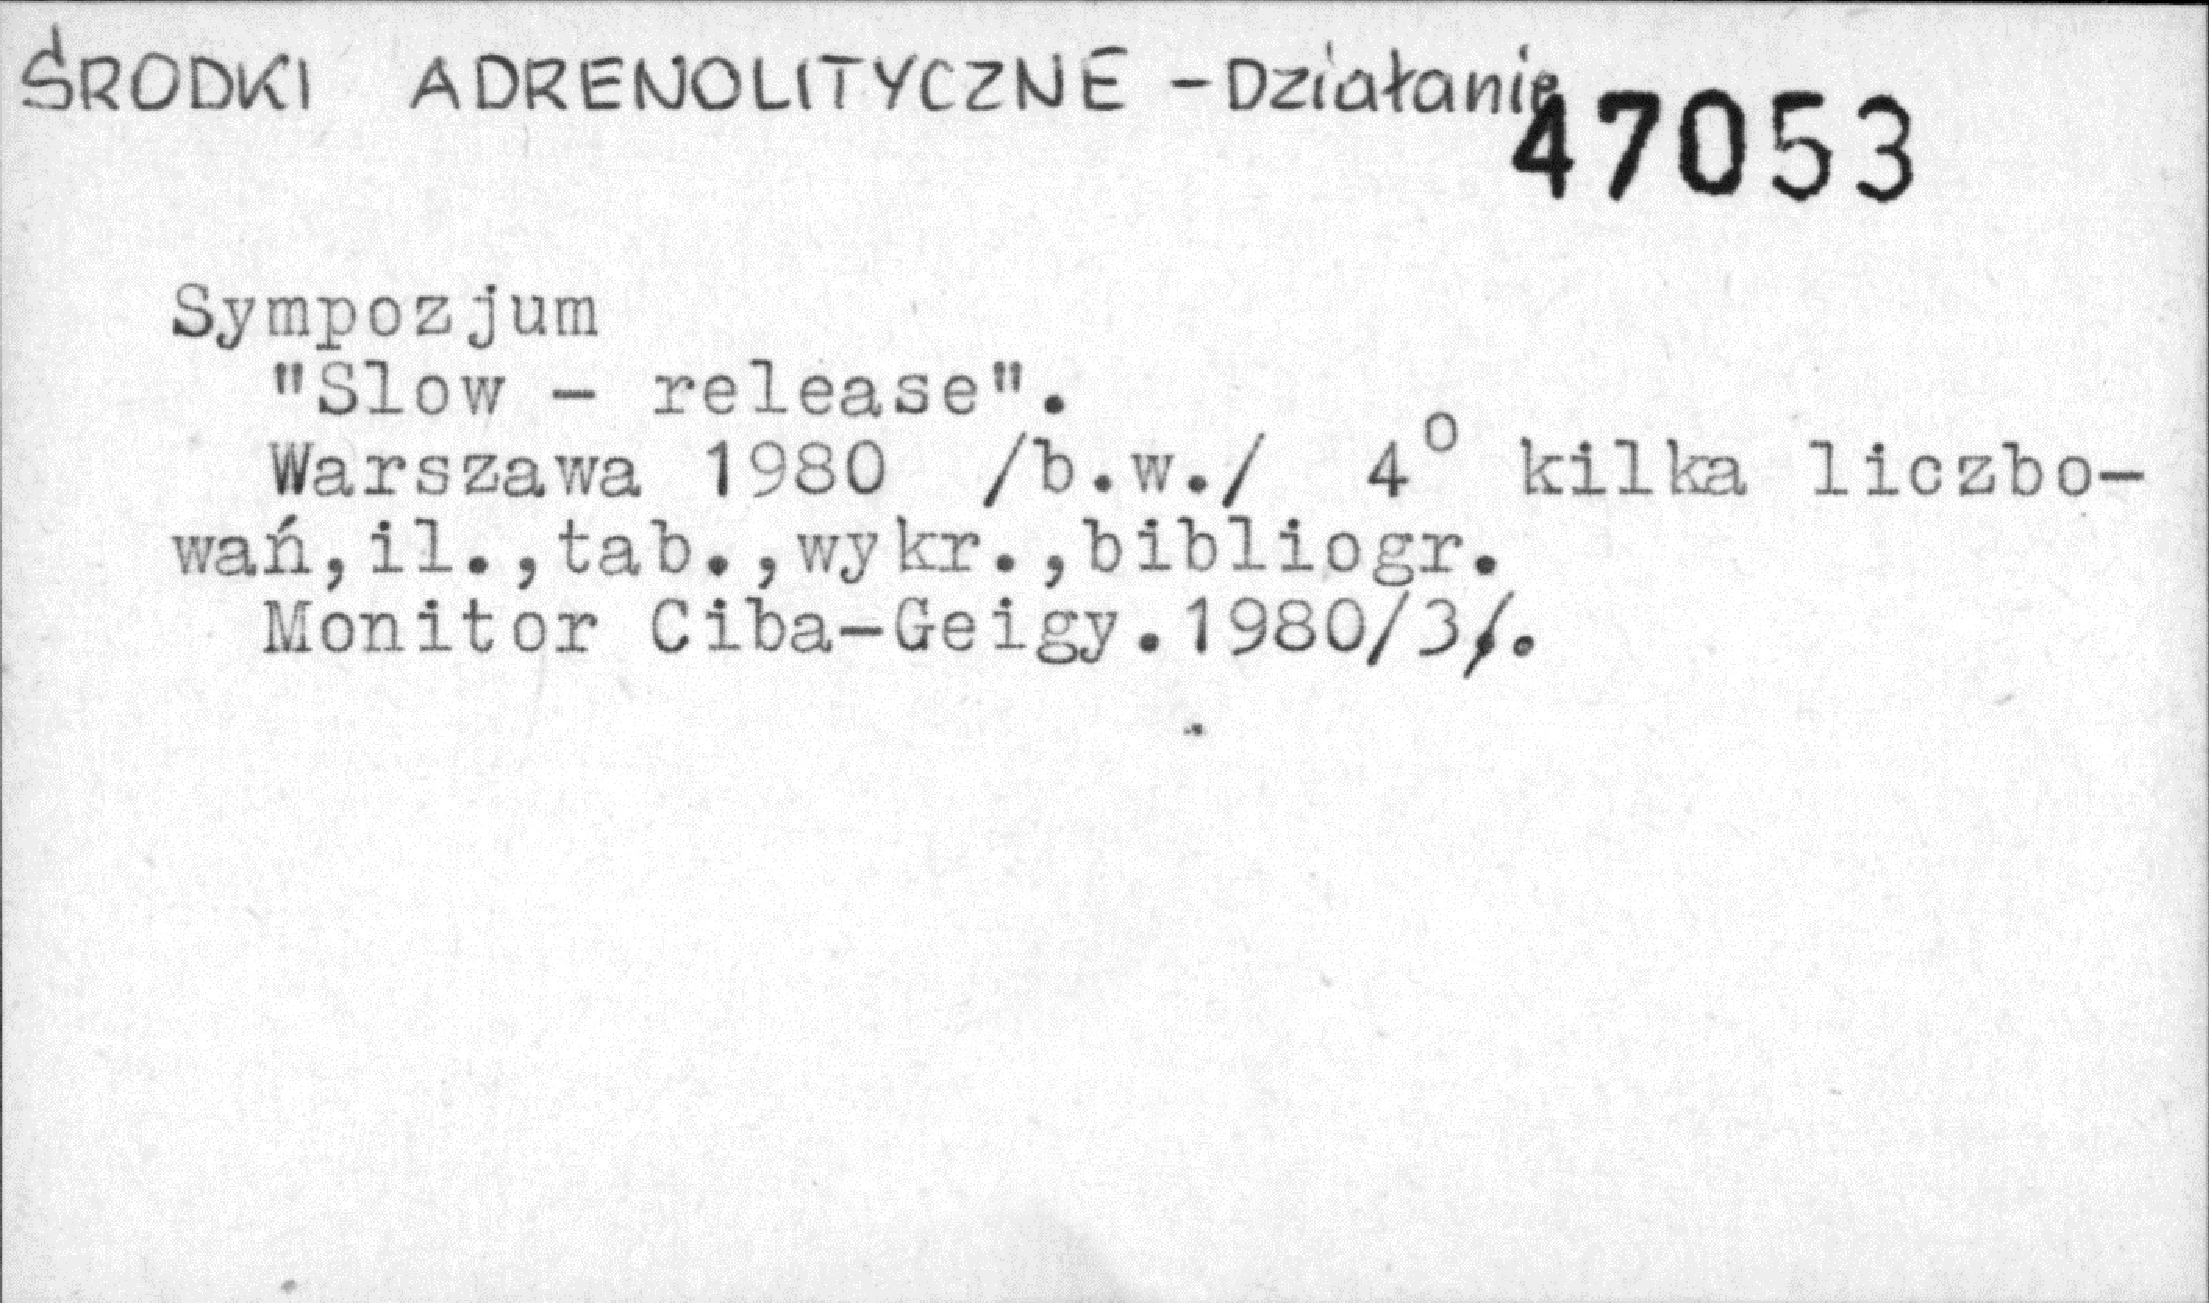 ŚRODKI ADRENOLITYCZNE - Działanie
47053
Sympozjum
"Slow - release".
Warszawa 1980 /b.w./ 4° kilka liczbo-
wań,il.,tab.,wykr.,bibliogr.
Monitor Ciba-Geigy.1980/3/.